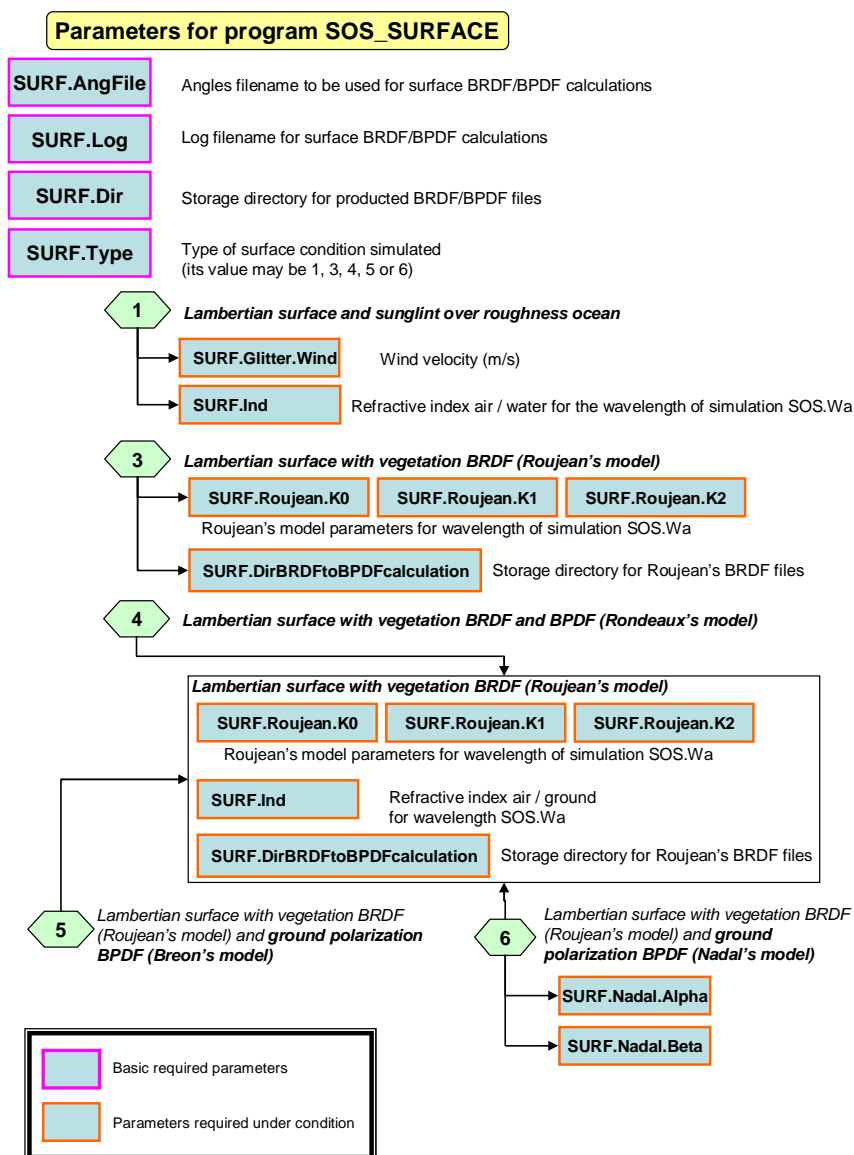 Parameters for program SOS_SURFACE
SURF.AngFile
Angles filename to be used for surface BRDF/BPDF calculations
SURF.Log
Log filename for surface BRDF/BPDF calculations
SURF.Dir
Storage directory for producted BRDF/BPDF files
SURF.Type
Type of surface condition simulated
(its value may be 1, 3, 4, 5 or 6)
1
Lambertian surface and sunglint over roughness ocean
SURF.Glitter.Wind
Wind velocity (m/s)
SURF.Ind
Refractive index air / water for the wavelength of simulation SOS.Wa
3
Lambertian surface with vegetation BRDF (Roujean's model)
SURF.Roujean.K0
SURF.Roujean.K1
SURF.Roujean.K2
Roujean's model parameters for wavelength of simulation SOS.Wa
SURF.DirBRDFtoBPDFcalculation
Storage directory for Roujean's BRDF files
4
Lambertian surface with vegetation BRDF and BPDF (Rondeaux's model)
Lambertian surface with vegetation BRDF (Roujean's model)
SURF.Roujean.K0
SURF.Roujean.K1
SURF.Roujean.K2
Roujean's model parameters for wavelength of simulation SOS.Wa
SURF.Ind
Refractive index air / ground
for wavelength SOS.Wa
SURF.DirBRDFtoBPDFcalculation
Storage directory for Roujean's BRDF files
5
Lambertian surface with vegetation BRDF
(Roujean's model) and ground polarization
BPDF (Breon's model)
6
Lambertian surface with vegetation BRDF
(Roujean's model) and ground
polarization BPDF (Nadal's model)
SURF.Nadal.Alpha
SURF.Nadal.Beta
Basic required parameters
Parameters required under condition